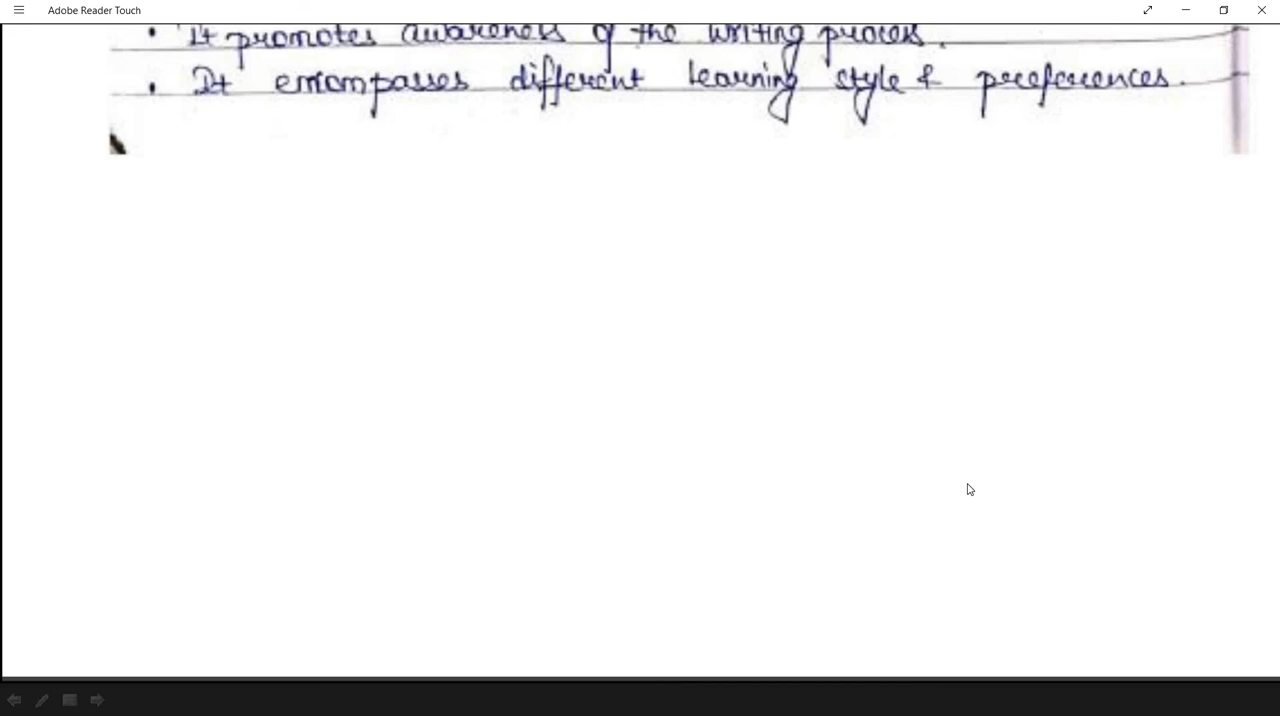 Adobe Reader Touch
• It promotes awareness of the writing process.
• It encompasses different learning style & preferences.